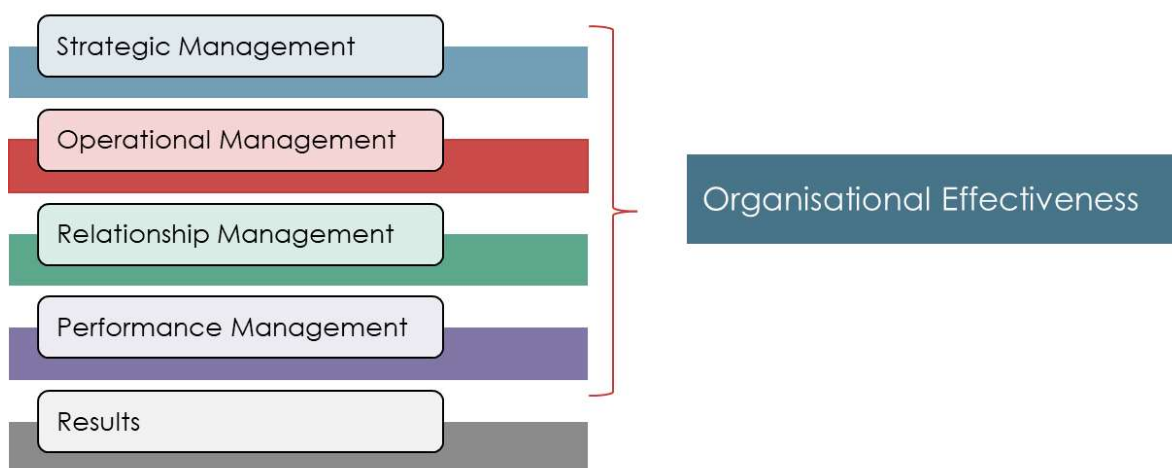 Strategic Management
Operational Management
Relationship Management
Performance Management
Results
Organisational Effectiveness